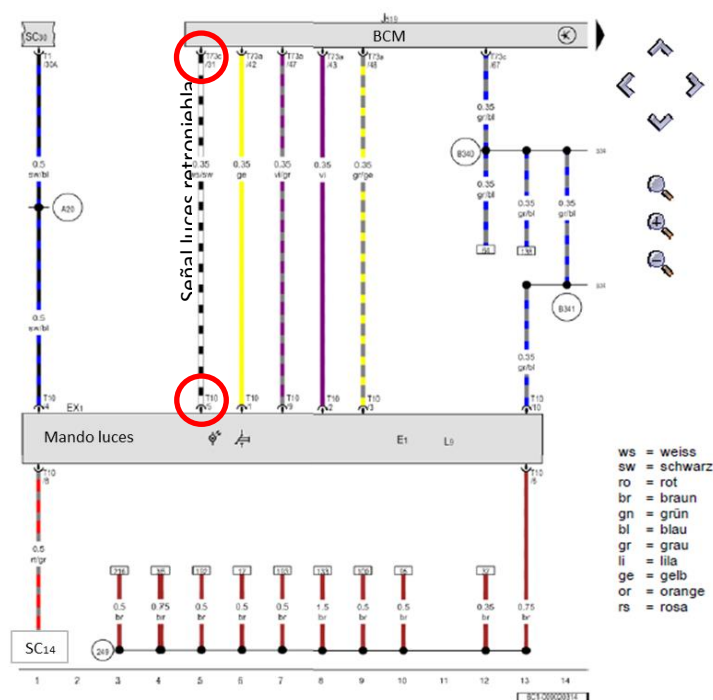 SC30
BCM
T1
/30A
T73c
/31
T73a
/42
T73a
/47
T73a
/43
T73a
/48
T73c
/67
0.35
gr/bl
B340
0.5
sw/bl
0.35
ws/sw
0.35
ge
0.35
vi/gr
0.35
vi
0.35
gr/ge
0.35
gr/bl
0.35
gr/bl
0.35
gr/bl
A20
Señal luces retroniebla
B341
0.5
sw/bl
0.35
gr/bl
T10
/4
T10
/5
T10
/1
T10
/9
T10
/2
T10
/3
T10
/10
EX1
Mando luces
E1
L9
T10
T10
ws = weiss
sw = schwarz
ro = rot
br = braun
gn = grün
bl = blau
gr = grau
li = lila
ge = gelb
or = orange
rs = rosa
0.5
0.5
br
0.75
br
0.5
br
0.5
br
0.5
br
1.5
br
0.5
br
0.5
br
0.35
br
0.75
br
SC14
249
1 2 3 4 5 6 7 8 9 10 11 12 13 14